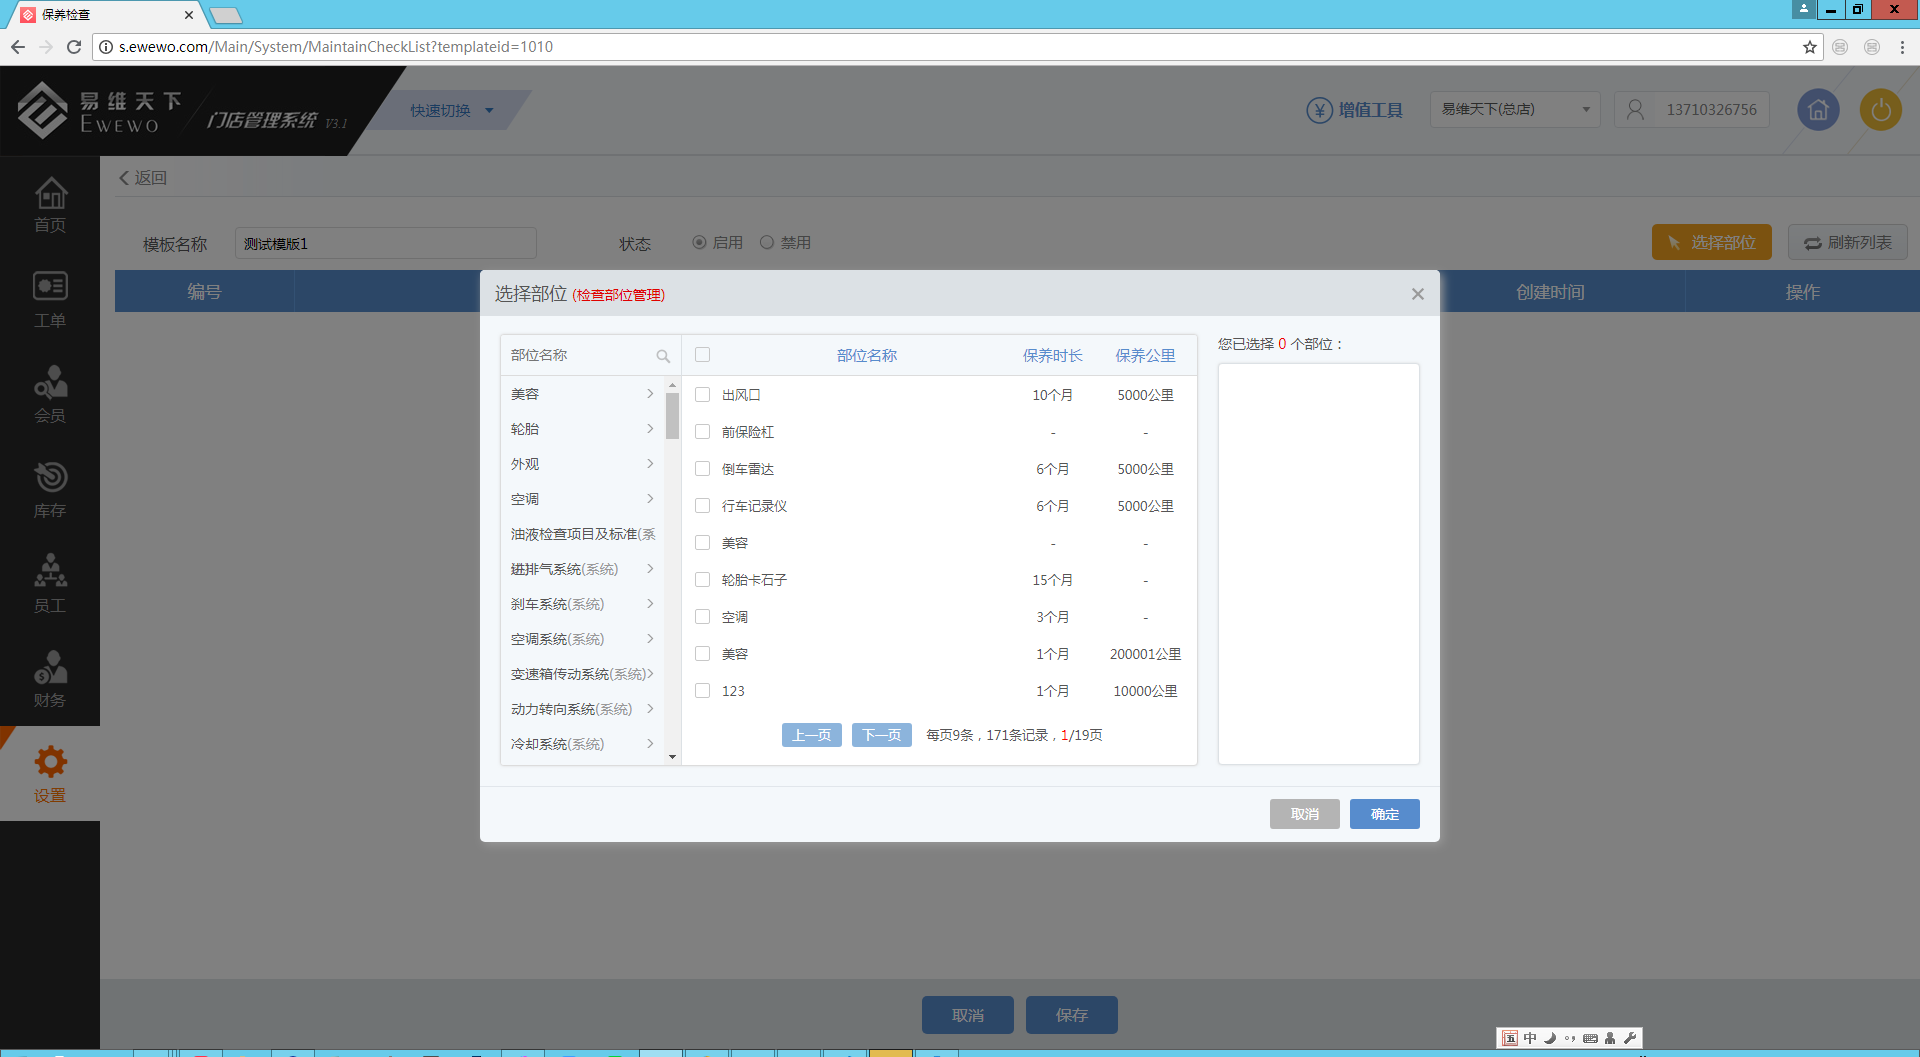 保养检查
s.ewewo.com/Main/System/MaintainCheckList?templateid=1010
易维天下
EWEWO
门店管理系统 V3.1
快速切换
增值工具
易维天下(总店)
13710326756
首页
工单
会员
库存
员工
财务
设置
返回
模板名称
测试模版1
状态
启用
禁用
选择部位
刷新列表
编号
创建时间
操作
选择部位 (检查部位管理)
部位名称
美容
轮胎
外观
空调
油液检查项目及标准(系
进排气系统(系统)
刹车系统(系统)
空调系统(系统)
变速箱传动系统(系统)
动力转向系统(系统)
冷却系统(系统)
部位名称 保养时长 保养公里
出风口 10个月 5000公里
前保险杠 - -
倒车雷达 6个月 5000公里
行车记录仪 6个月 5000公里
美容 - -
轮胎卡石子 15个月 -
空调 3个月 -
美容 1个月 200001公里
123 1个月 10000公里
上一页 下一页 每页9条，171条记录，1/19页
您已选择 0 个部位：
取消 确定
取消 保存
五 中